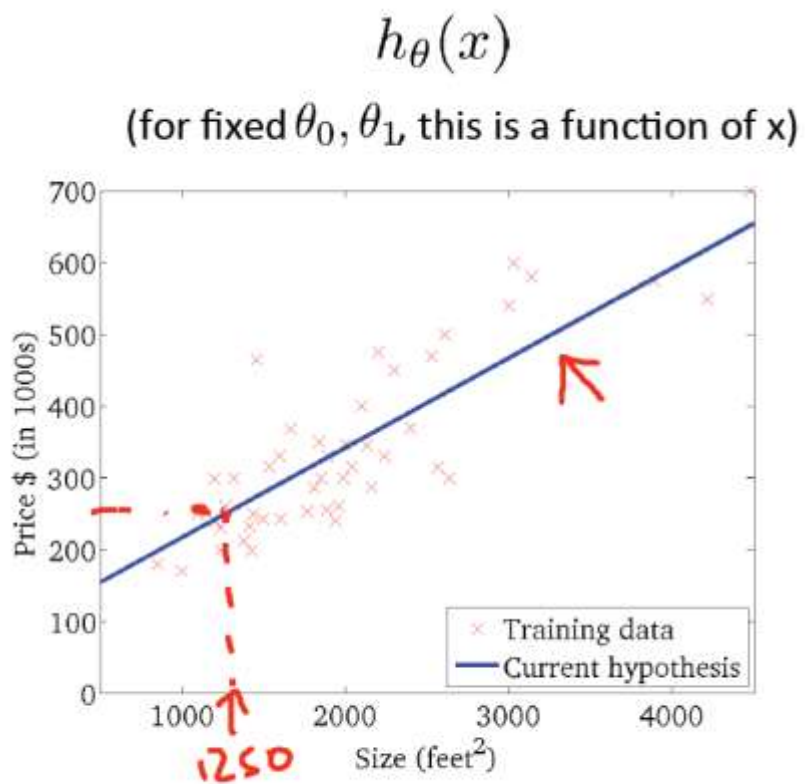 hθ(x)
(for fixed θ0, θ1, this is a function of x)
700
600
500
400
300
200
100
0
Price $ (in 1000s)
Training data
Current hypothesis
1000 2000 3000 4000
1250
Size (feet²)